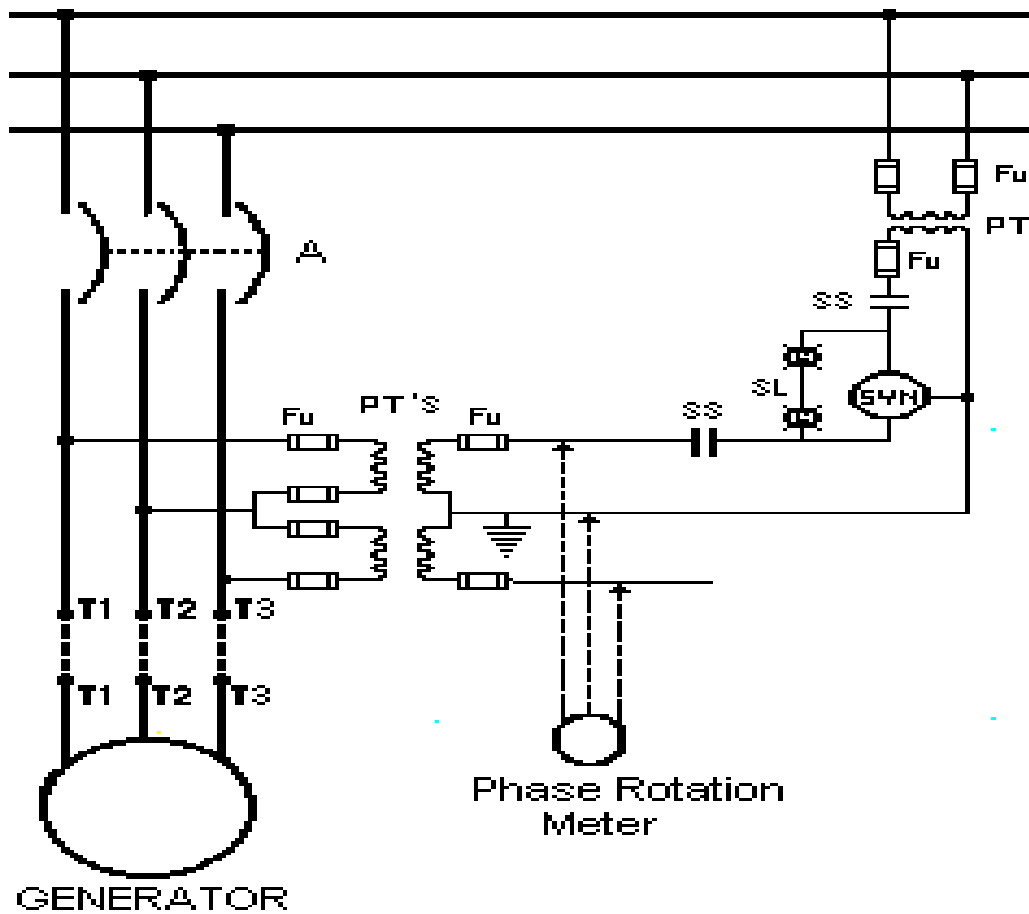 Fu
PT
A
Fu
SS
PT'S
SL
SYN
Fu
Fu
SS
T1 T2 T3
T1 T2 T3
Phase Rotation
Meter
GENERATOR